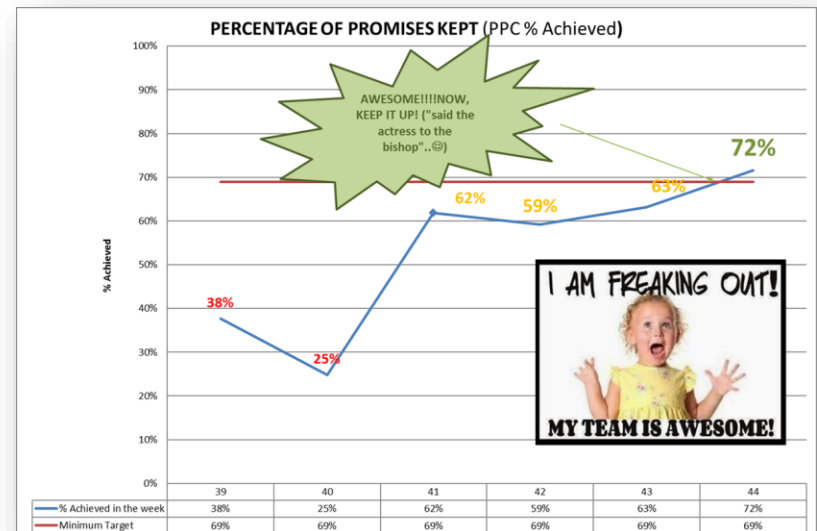 PERCENTAGE OF PROMISES KEPT (PPC % Achieved)
100%
90%
80%
70%
60%
50%
40%
30%
20%
10%
0%
% Achieved
AWESOME!!!!NOW,
KEEP IT UP! ("said the
actress to the
bishop"..☺)
38%
25%
62%
59%
63%
72%
I AM FREAKING OUT!
MY TEAM IS AWESOME!
39 40 41 42 43 44
% Achieved in the week 38% 25% 62% 59% 63% 72%
Minimum Target 69% 69% 69% 69% 69% 69%